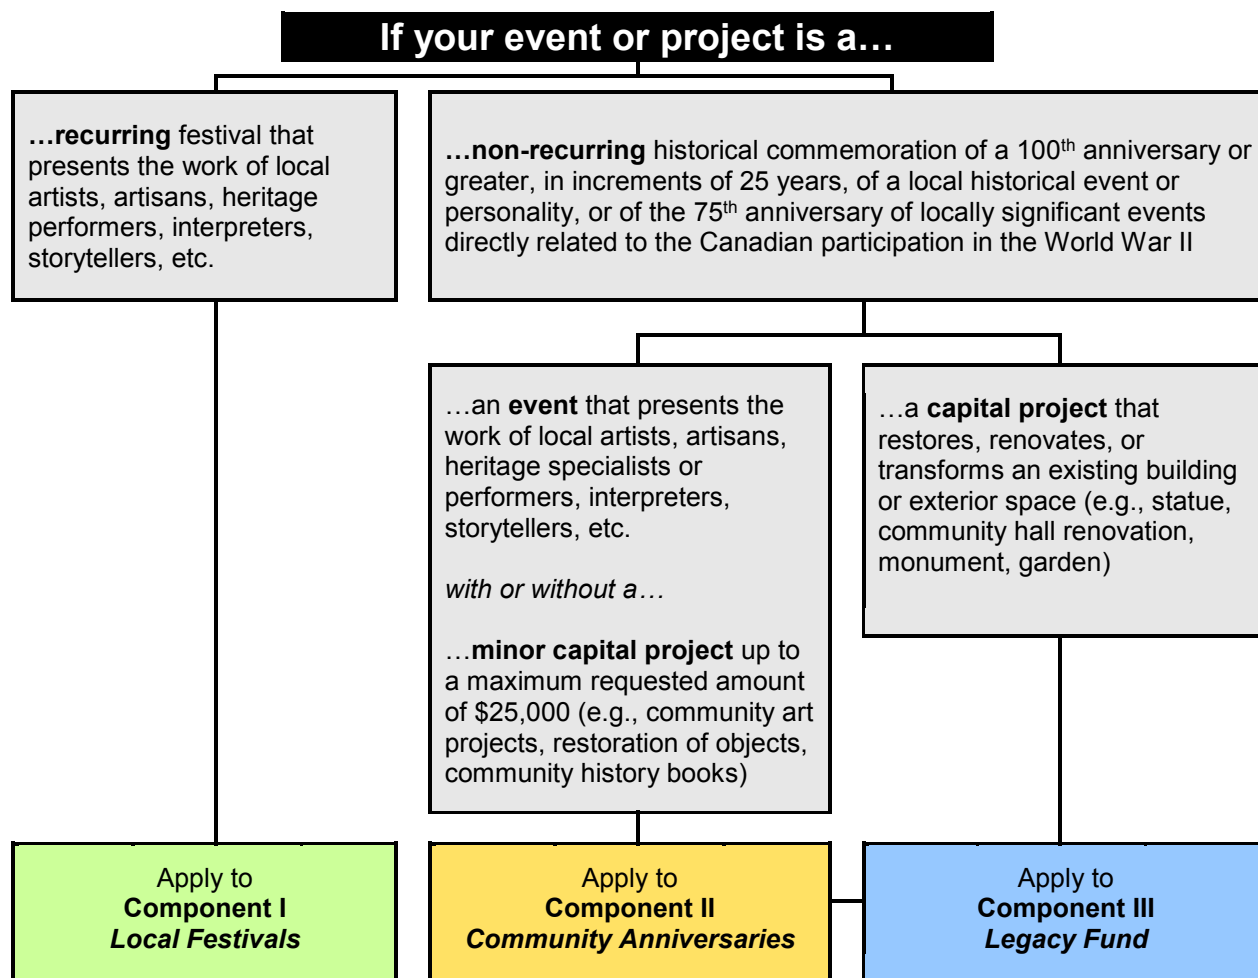 If your event or project is a…
…recurring festival that
presents the work of local
artists, artisans, heritage
performers, interpreters,
storytellers, etc.
…non-recurring historical commemoration of a 100th anniversary or
greater, in increments of 25 years, of a local historical event or
personality, or of the 75th anniversary of locally significant events
directly related to the Canadian participation in the World War II
…an event that presents the
work of local artists, artisans,
heritage specialists or
performers, interpreters,
storytellers, etc.
with or without a…
…minor capital project up to
a maximum requested amount
of $25,000 (e.g., community art
projects, restoration of objects,
community history books)
…a capital project that
restores, renovates, or
transforms an existing building
or exterior space (e.g., statue,
community hall renovation,
monument, garden)
Apply to
Component I
Local Festivals
Apply to
Component II
Community Anniversaries
Apply to
Component III
Legacy Fund